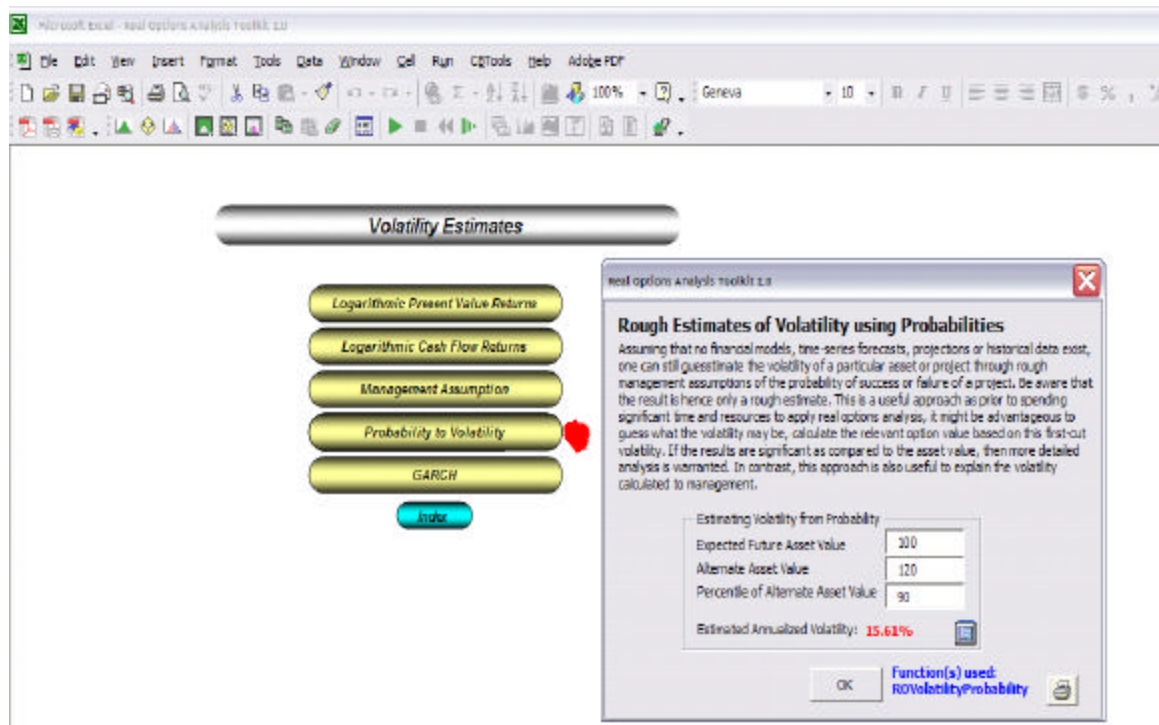 Microsoft Excel - Real Options Analysis Toolkit 1.0
File Edit View Insert Format Tools Data Window Cell Run CBTools Help Adobe PDF
100% Geneva 10 B I U $ % ,
Volatility Estimates
Logarithmic Present Value Returns
Logarithmic Cash Flow Returns
Management Assumption
Probability to Volatility
GARCH
Index
Real Options Analysis Toolkit 1.0
Rough Estimates of Volatility using Probabilities
Assuming that no financial models, time-series forecasts, projections or historical data exist,
one can still guesstimate the volatility of a particular asset or project through rough
management assumptions of the probability of success or failure of a project. Be aware that
the result is hence only a rough estimate. This is a useful approach as prior to spending
significant time and resources to apply real options analysis, it might be advantageous to
guess what the volatility may be, calculate the relevant option value based on this first-cut
volatility. If the results are significant as compared to the asset value, then more detailed
analysis is warranted. In contrast, this approach is also useful to explain the volatility
calculated to management.
Estimating Volatility from Probability
Expected Future Asset Value 100
Alternate Asset Value 120
Percentile of Alternate Asset Value 90
Estimated Annualized Volatility: 15.61%
OK
Function(s) used:
ROVolatilityProbability